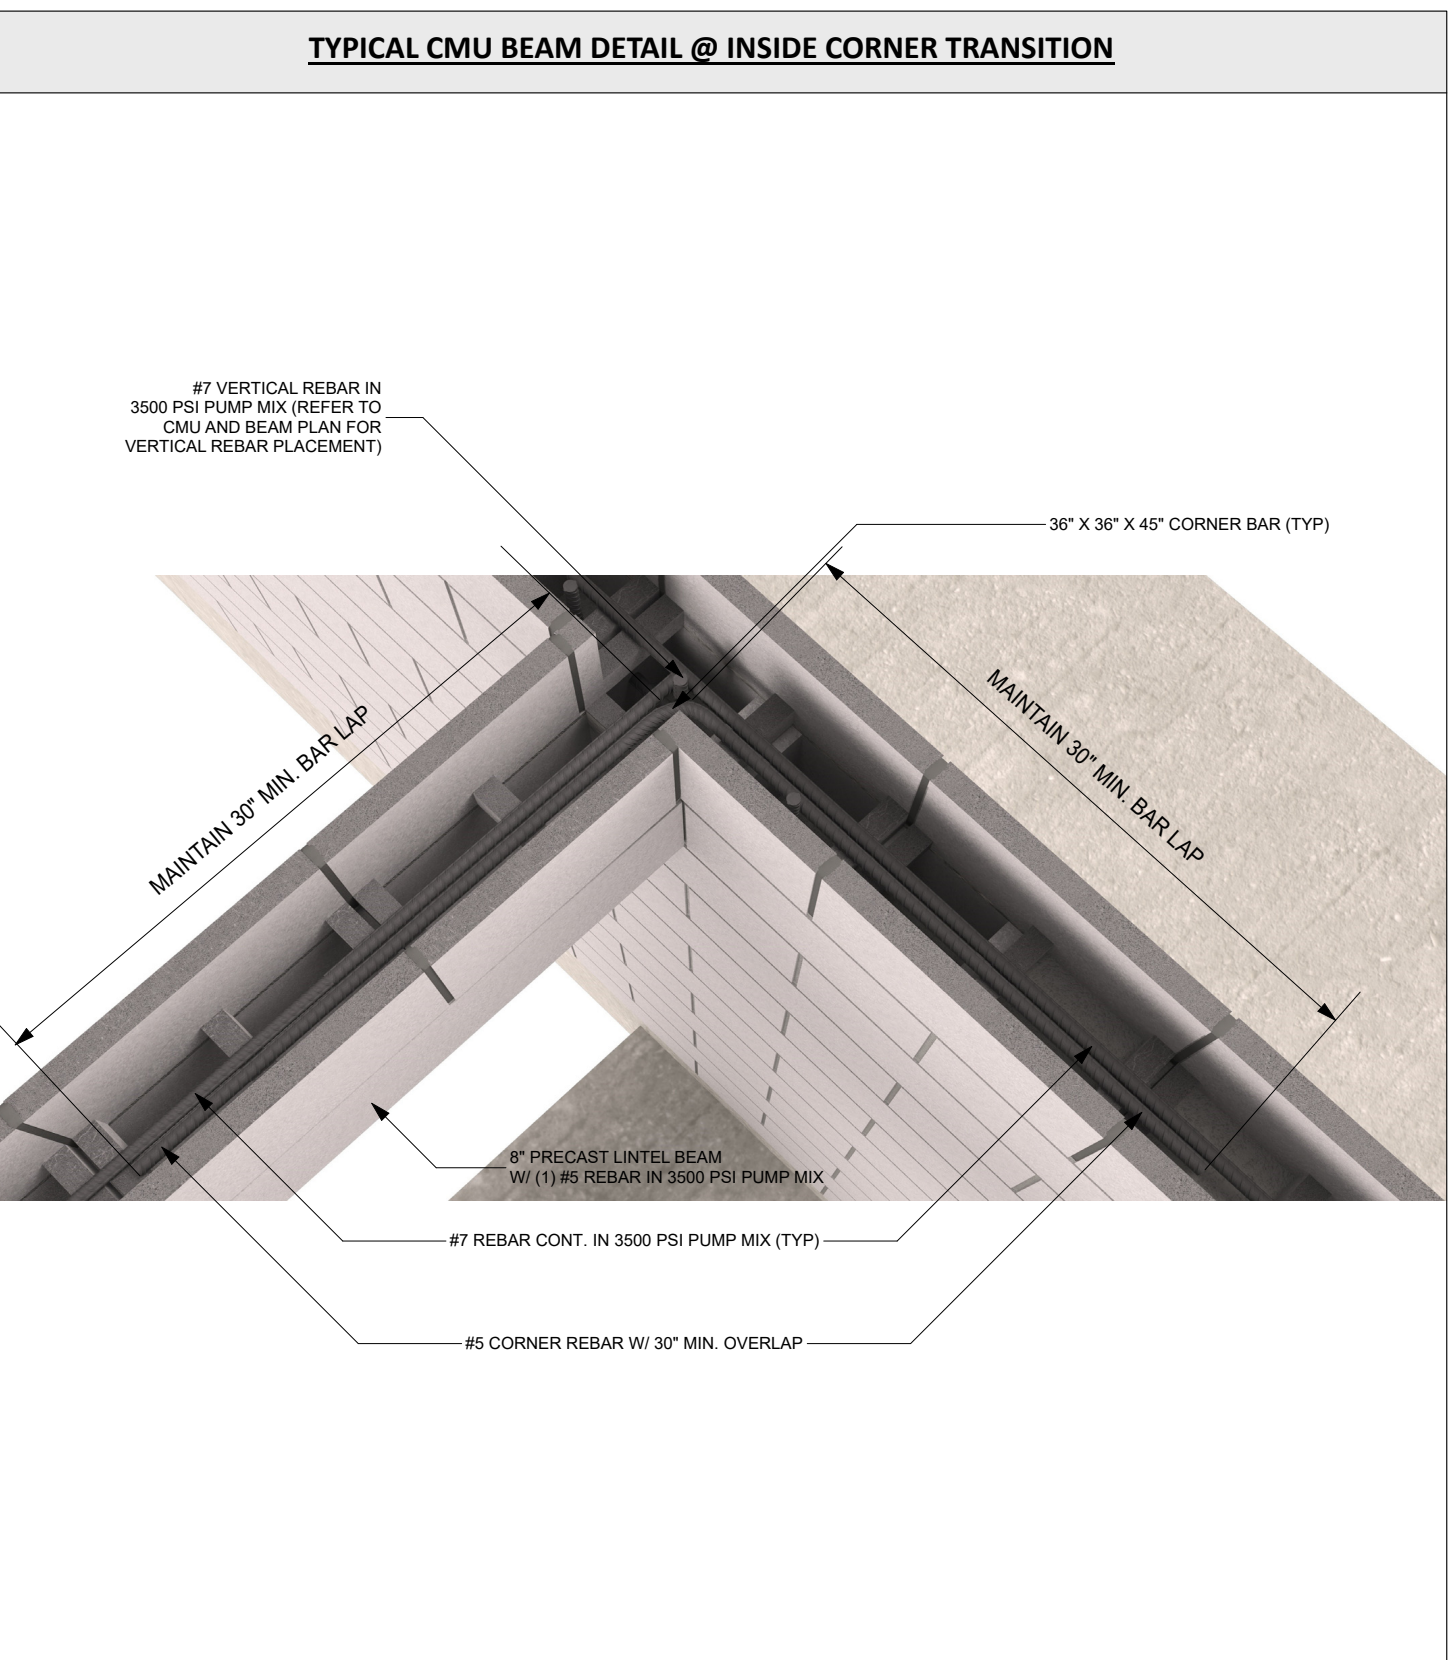 TYPICAL CMU BEAM DETAIL @ INSIDE CORNER TRANSITION
#7 VERTICAL REBAR IN
3500 PSI PUMP MIX (REFER TO
CMU AND BEAM PLAN FOR
VERTICAL REBAR PLACEMENT)
36" X 36" X 45" CORNER BAR (TYP)
MAINTAIN 30" MIN. BAR LAP
MAINTAIN 30" MIN. BAR LAP
8" PRECAST LINTEL BEAM
W/ (1) #5 REBAR IN 3500 PSI PUMP MIX
#7 REBAR CONT. IN 3500 PSI PUMP MIX (TYP)
#5 CORNER REBAR W/ 30" MIN. OVERLAP